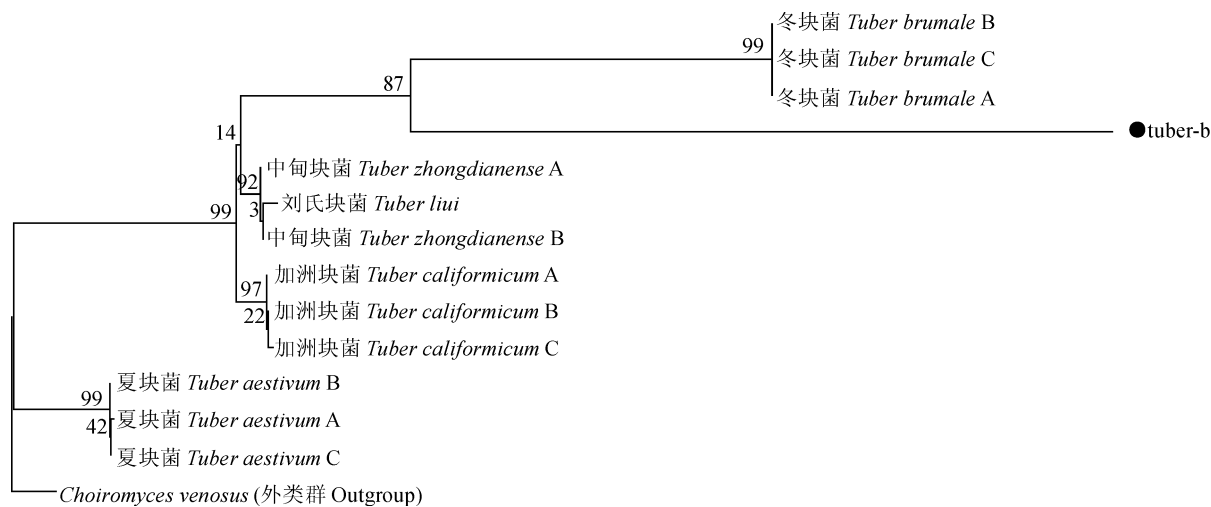 冬块菌 Tuber brumale B
99
冬块菌 Tuber brumale C
87
冬块菌 Tuber brumale A
14
tuber-b
中甸块菌 Tuber zhongdianense A
92
刘氏块菌 Tuber liui
3
99
中甸块菌 Tuber zhongdianense B
加洲块菌 Tuber califormicum A
97
加洲块菌 Tuber califormicum B
22
加洲块菌 Tuber califormicum C
夏块菌 Tuber aestivum B
99
夏块菌 Tuber aestivum A
42
夏块菌 Tuber aestivum C
Choiromyces venosus (外类群 Outgroup)